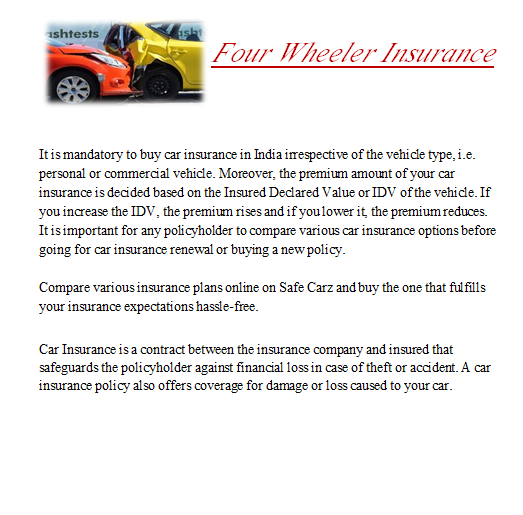 ashtests
asht
Four Wheeler Insurance
It is mandatory to buy car insurance in India irrespective of the vehicle type, i.e.
personal or commercial vehicle. Moreover, the premium amount of your car
insurance is decided based on the Insured Declared Value or IDV of the vehicle. If
you increase the IDV, the premium rises and if you lower it, the premium reduces.
It is important for any policyholder to compare various car insurance options before
going for car insurance renewal or buying a new policy.
Compare various insurance plans online on Safe Carz and buy the one that fulfills
your insurance expectations hassle-free.
Car Insurance is a contract between the insurance company and insured that
safeguards the policyholder against financial loss in case of theft or accident. A car
insurance policy also offers coverage for damage or loss caused to your car.